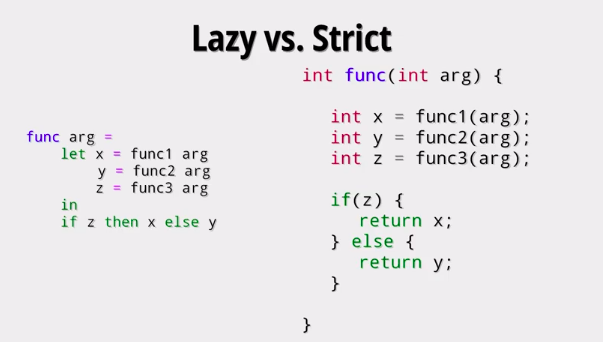 Lazy vs. Strict
func arg =
let x = func1 arg
y = func2 arg
z = func3 arg
in
if z then x else y
int func(int arg) {
int x = func1(arg);
int y = func2(arg);
int z = func3(arg);
if(z) {
return x;
} else {
return y;
}
}